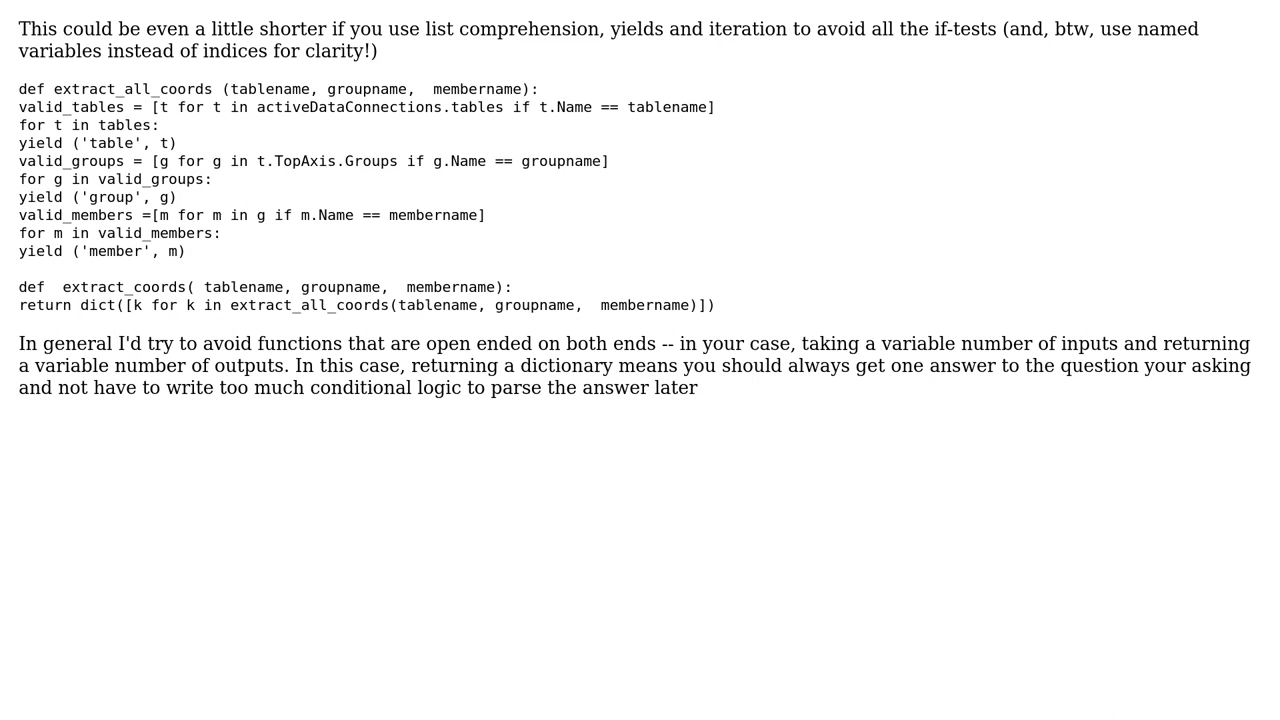 This could be even a little shorter if you use list comprehension, yields and iteration to avoid all the if-tests (and, btw, use named
variables instead of indices for clarity!)
def extract_all_coords (tablename, groupname,  membername):
valid_tables = [t for t in activeDataConnections.tables if t.Name == tablename]
for t in tables:
yield ('table', t)
valid_groups = [g for g in t.TopAxis.Groups if g.Name == groupname]
for g in valid_groups:
yield ('group', g)
valid_members =[m for m in g if m.Name == membername]
for m in valid_members:
yield ('member', m)
def  extract_coords( tablename, groupname,  membername):
return dict([k for k in extract_all_coords(tablename, groupname,  membername)])
In general I'd try to avoid functions that are open ended on both ends -- in your case, taking a variable number of inputs and returning
a variable number of outputs. In this case, returning a dictionary means you should always get one answer to the question your asking
and not have to write too much conditional logic to parse the answer later